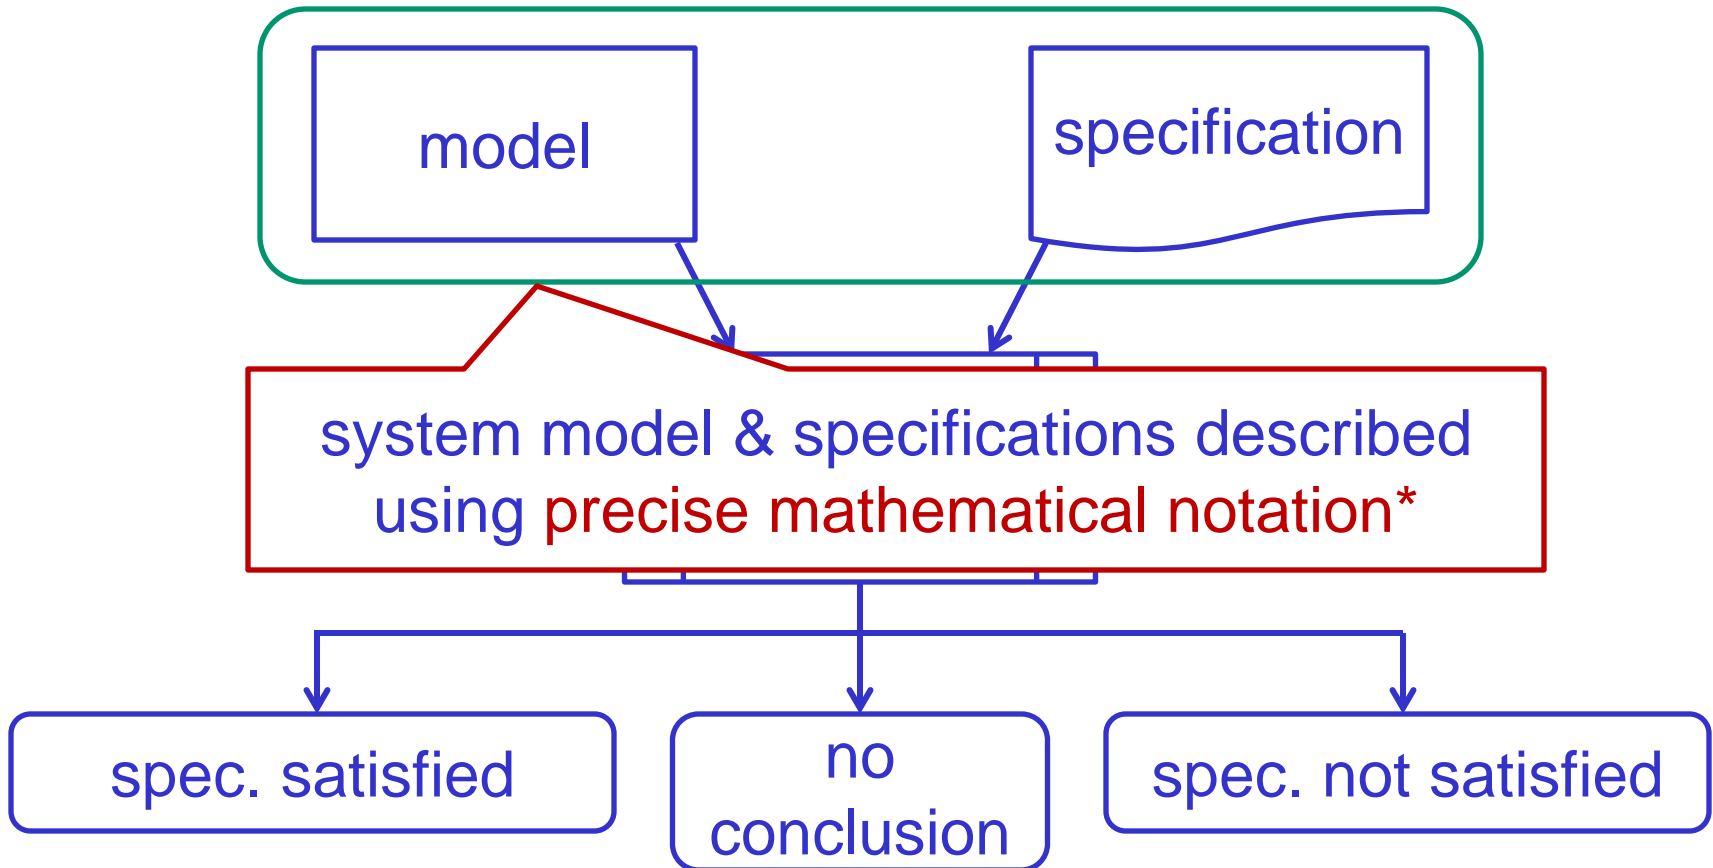 model
specification
system model & specifications described
using precise mathematical notation*
spec. satisfied
no
conclusion
spec. not satisfied